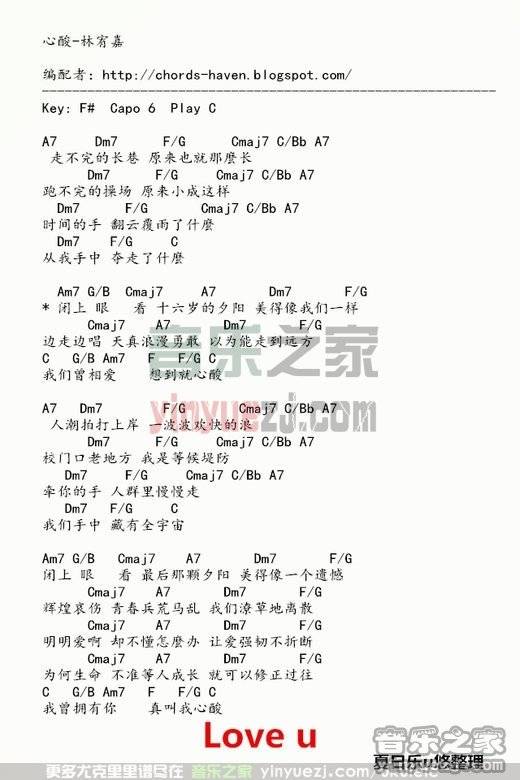 心酸-林宥嘉
编配者: http://chords-haven.blogspot.com/
Key: F#  Capo 6  Play C
A7     Dm7      F/G      Cmaj7 C/Bb A7
走不完的长巷 原来也就那麼长
Dm7      F/G      Cmaj7 C/Bb A7
跑不完的操场 原来小成这样
Dm7      F/G       Cmaj7 C/Bb A7
时间的手 翻云覆雨了什麼
Dm7    F/G     C
从我手中 夺走了什麼
Am7 G/B  Cmaj7    A7         Dm7       F/G
* 闭上 眼   看 十六岁的夕阳 美得像我们一样
Cmaj7    A7       Dm7      F/G
边走边唱 天真浪漫勇敢 以为能走到远方
C   G/B Am7   F   F/G C
我们曾相爱    想到就心酸
A7   Dm7        F/G       Cmaj7 C/Bb A7
人潮拍打上岸 一波波欢快的浪
Dm7      F/G      Cmaj7 C/Bb A7
校门口老地方 我是等候堤防
Dm7      F/G       Cmaj7 C/Bb A7
牵你的手 人群里慢慢走
Dm7     F/G     C
我们手中 藏有全宇宙
Am7 G/B   Cmaj7    A7       Dm7       F/G
闭上 眼   看 最后那颗夕阳 美得像一个遗憾
Cmaj7     A7       Dm7      F/G
辉煌哀伤 青春兵荒马乱 我们潦草地离散
Cmaj7     A7       Dm7      F/G
明明爱啊 却不懂怎麼办 让爱强韧不折断
Cmaj7     A7       Dm7      F/G
为何生命 不准等人成长 就可以修正过往
C   G/B Am7   F   F/G C
我曾拥有你    真叫我心酸
Love u
夏日乐u悠整理
音乐之家
yinyuezj.com
音乐之家
更多尤克里里谱尽在 音乐之家 yinyuezj.com